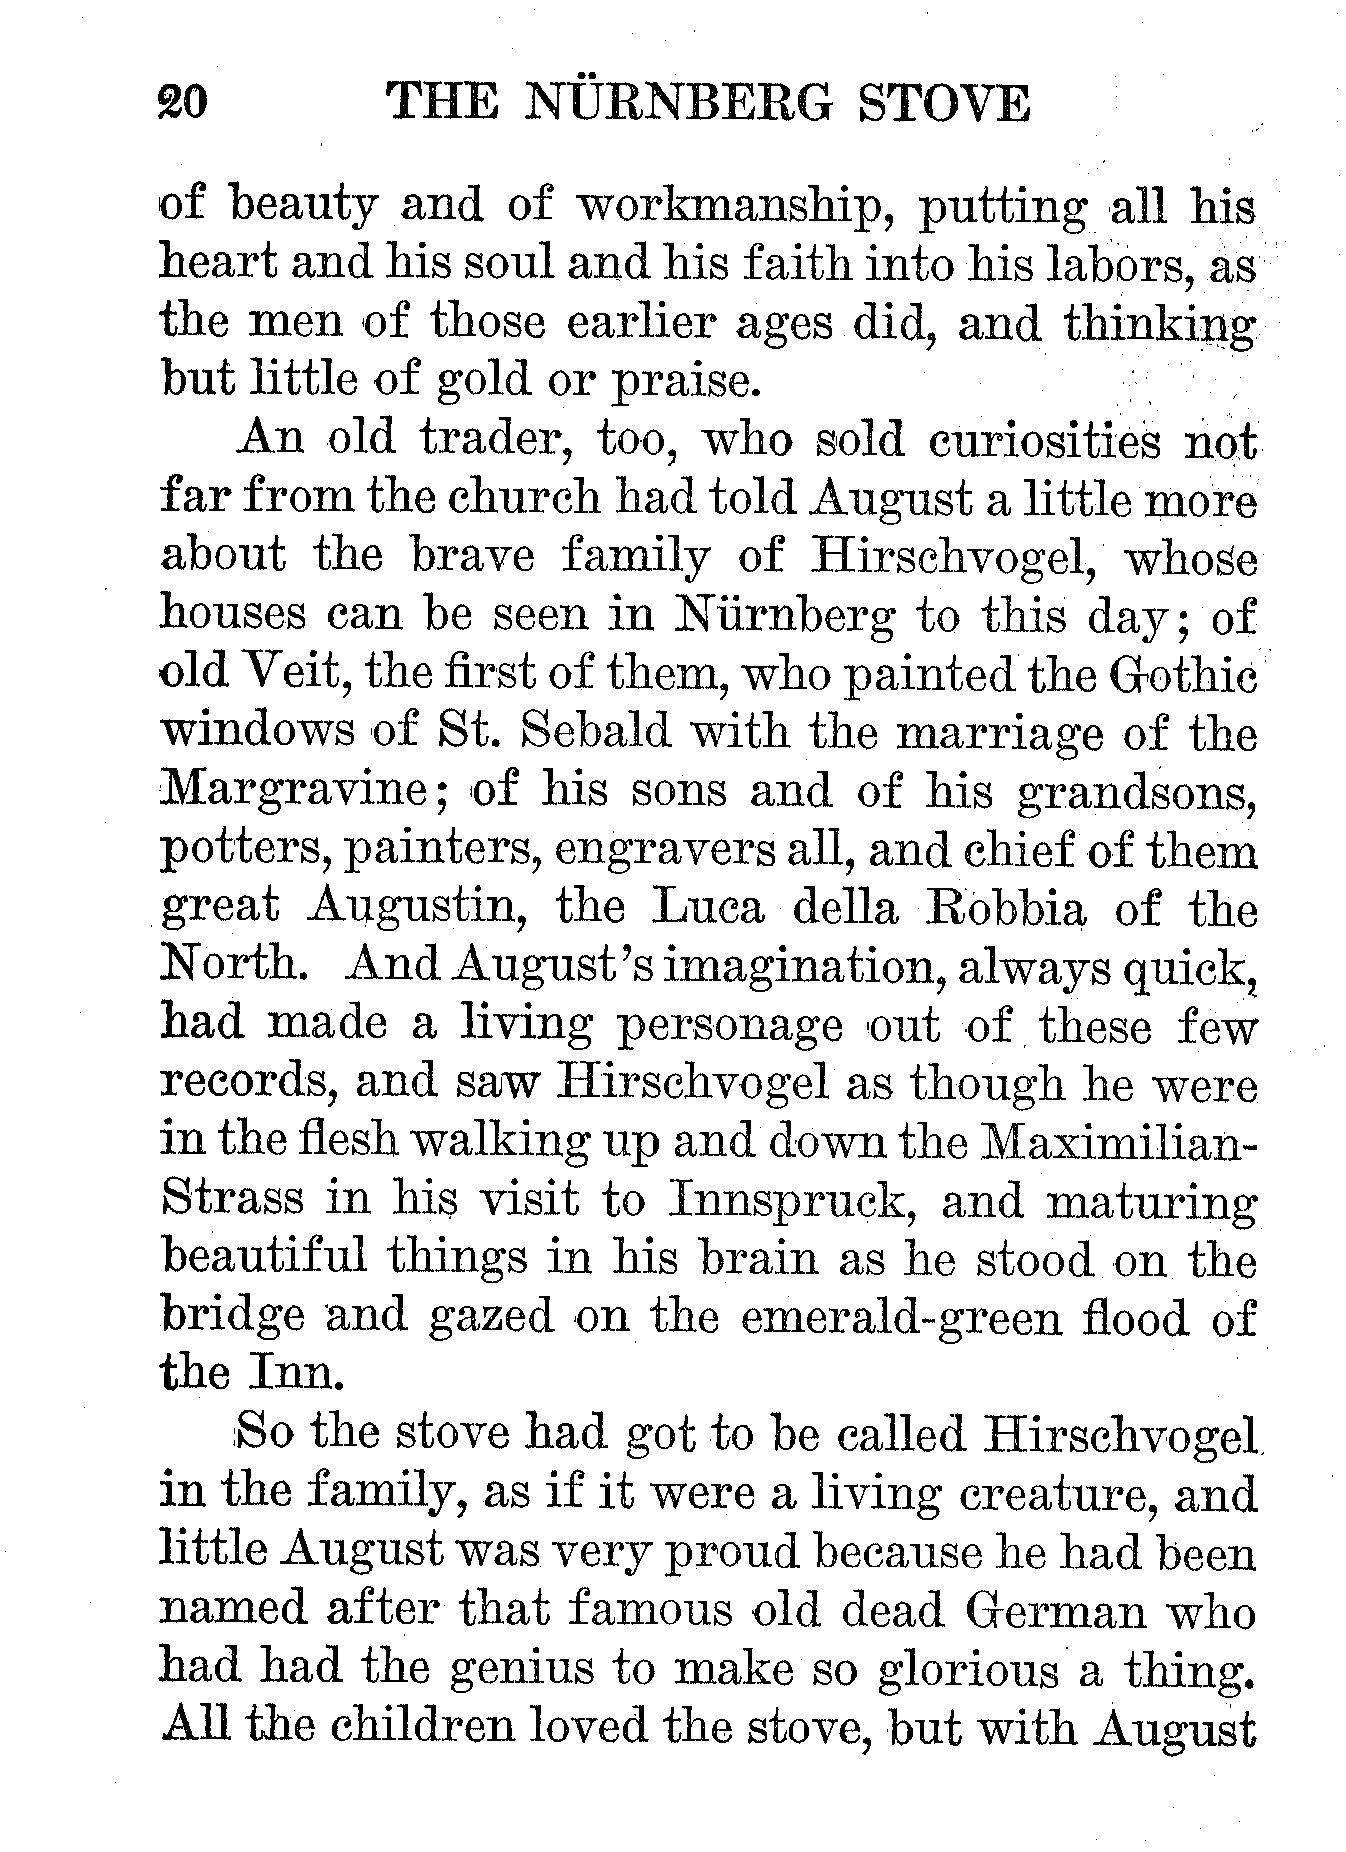 20 THE NÜRNBERG STOVE
of beauty and of workmanship, putting all his
heart and his soul and his faith into his labors, as
the men of those earlier ages did, and thinking
but little of gold or praise.
An old trader, too, who sold curiosities not
far from the church had told August a little more
about the brave family of Hirschvogel, whose
houses can be seen in Nürnberg to this day; of
old Veit, the first of them, who painted the Gothic
windows of St. Sebald with the marriage of the
Margravine; of his sons and of his grandsons,
potters, painters, engravers all, and chief of them
great Augustin, the Luca della Robbia of the
North. And August's imagination, always quick,
had made a living personage out of these few
records, and saw Hirschvogel as though he were
in the flesh walking up and down the Maximilian-
Strass in his visit to Innspruck, and maturing
beautiful things in his brain as he stood on the
bridge and gazed on the emerald-green flood of
the Inn.
So the stove had got to be called Hirschvogel
in the family, as if it were a living creature, and
little August was very proud because he had been
named after that famous old dead German who
had had the genius to make so glorious a thing.
All the children loved the stove, but with August